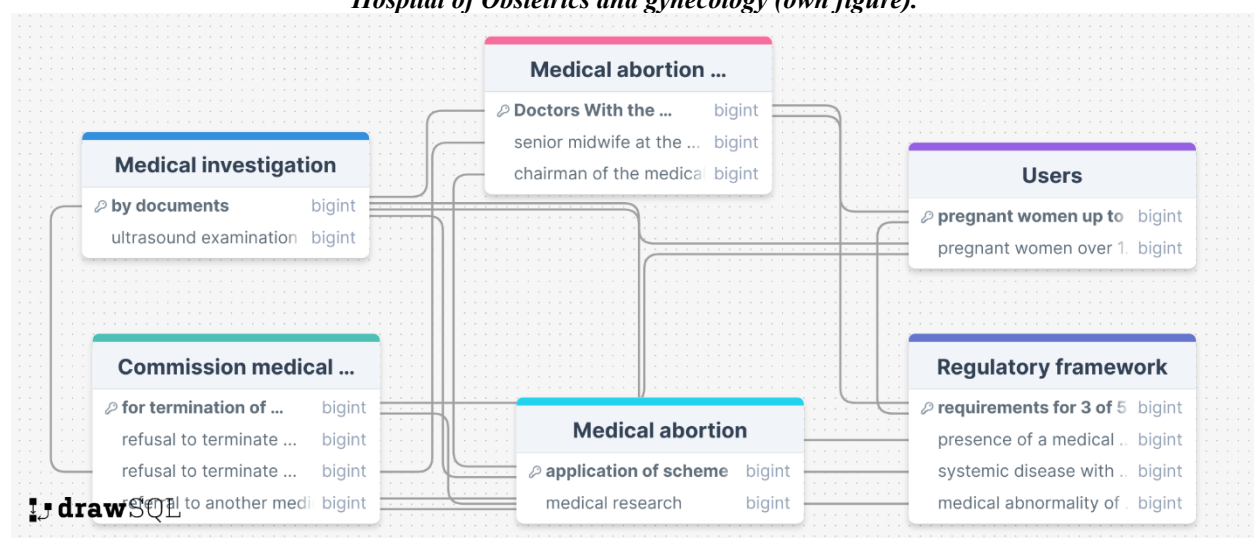 Hospital of Obstetrics and gynecology (own figure).
Medical abortion ...
Doctors With the ... bigint
senior midwife at the ... bigint
chairman of the medical bigint
Medical investigation
by documents bigint
ultrasound examination bigint
Users
pregnant women up to bigint
pregnant women over 1. bigint
Commission medical ...
for termination of ... bigint
refusal to terminate ... bigint
refusal to terminate ... bigint
referral to another medi bigint
Medical abortion
application of scheme bigint
medical research bigint
Regulatory framework
requirements for 3 of 5 bigint
presence of a medical .. bigint
systemic disease with .. bigint
medical abnormality of . bigint
drawSQL